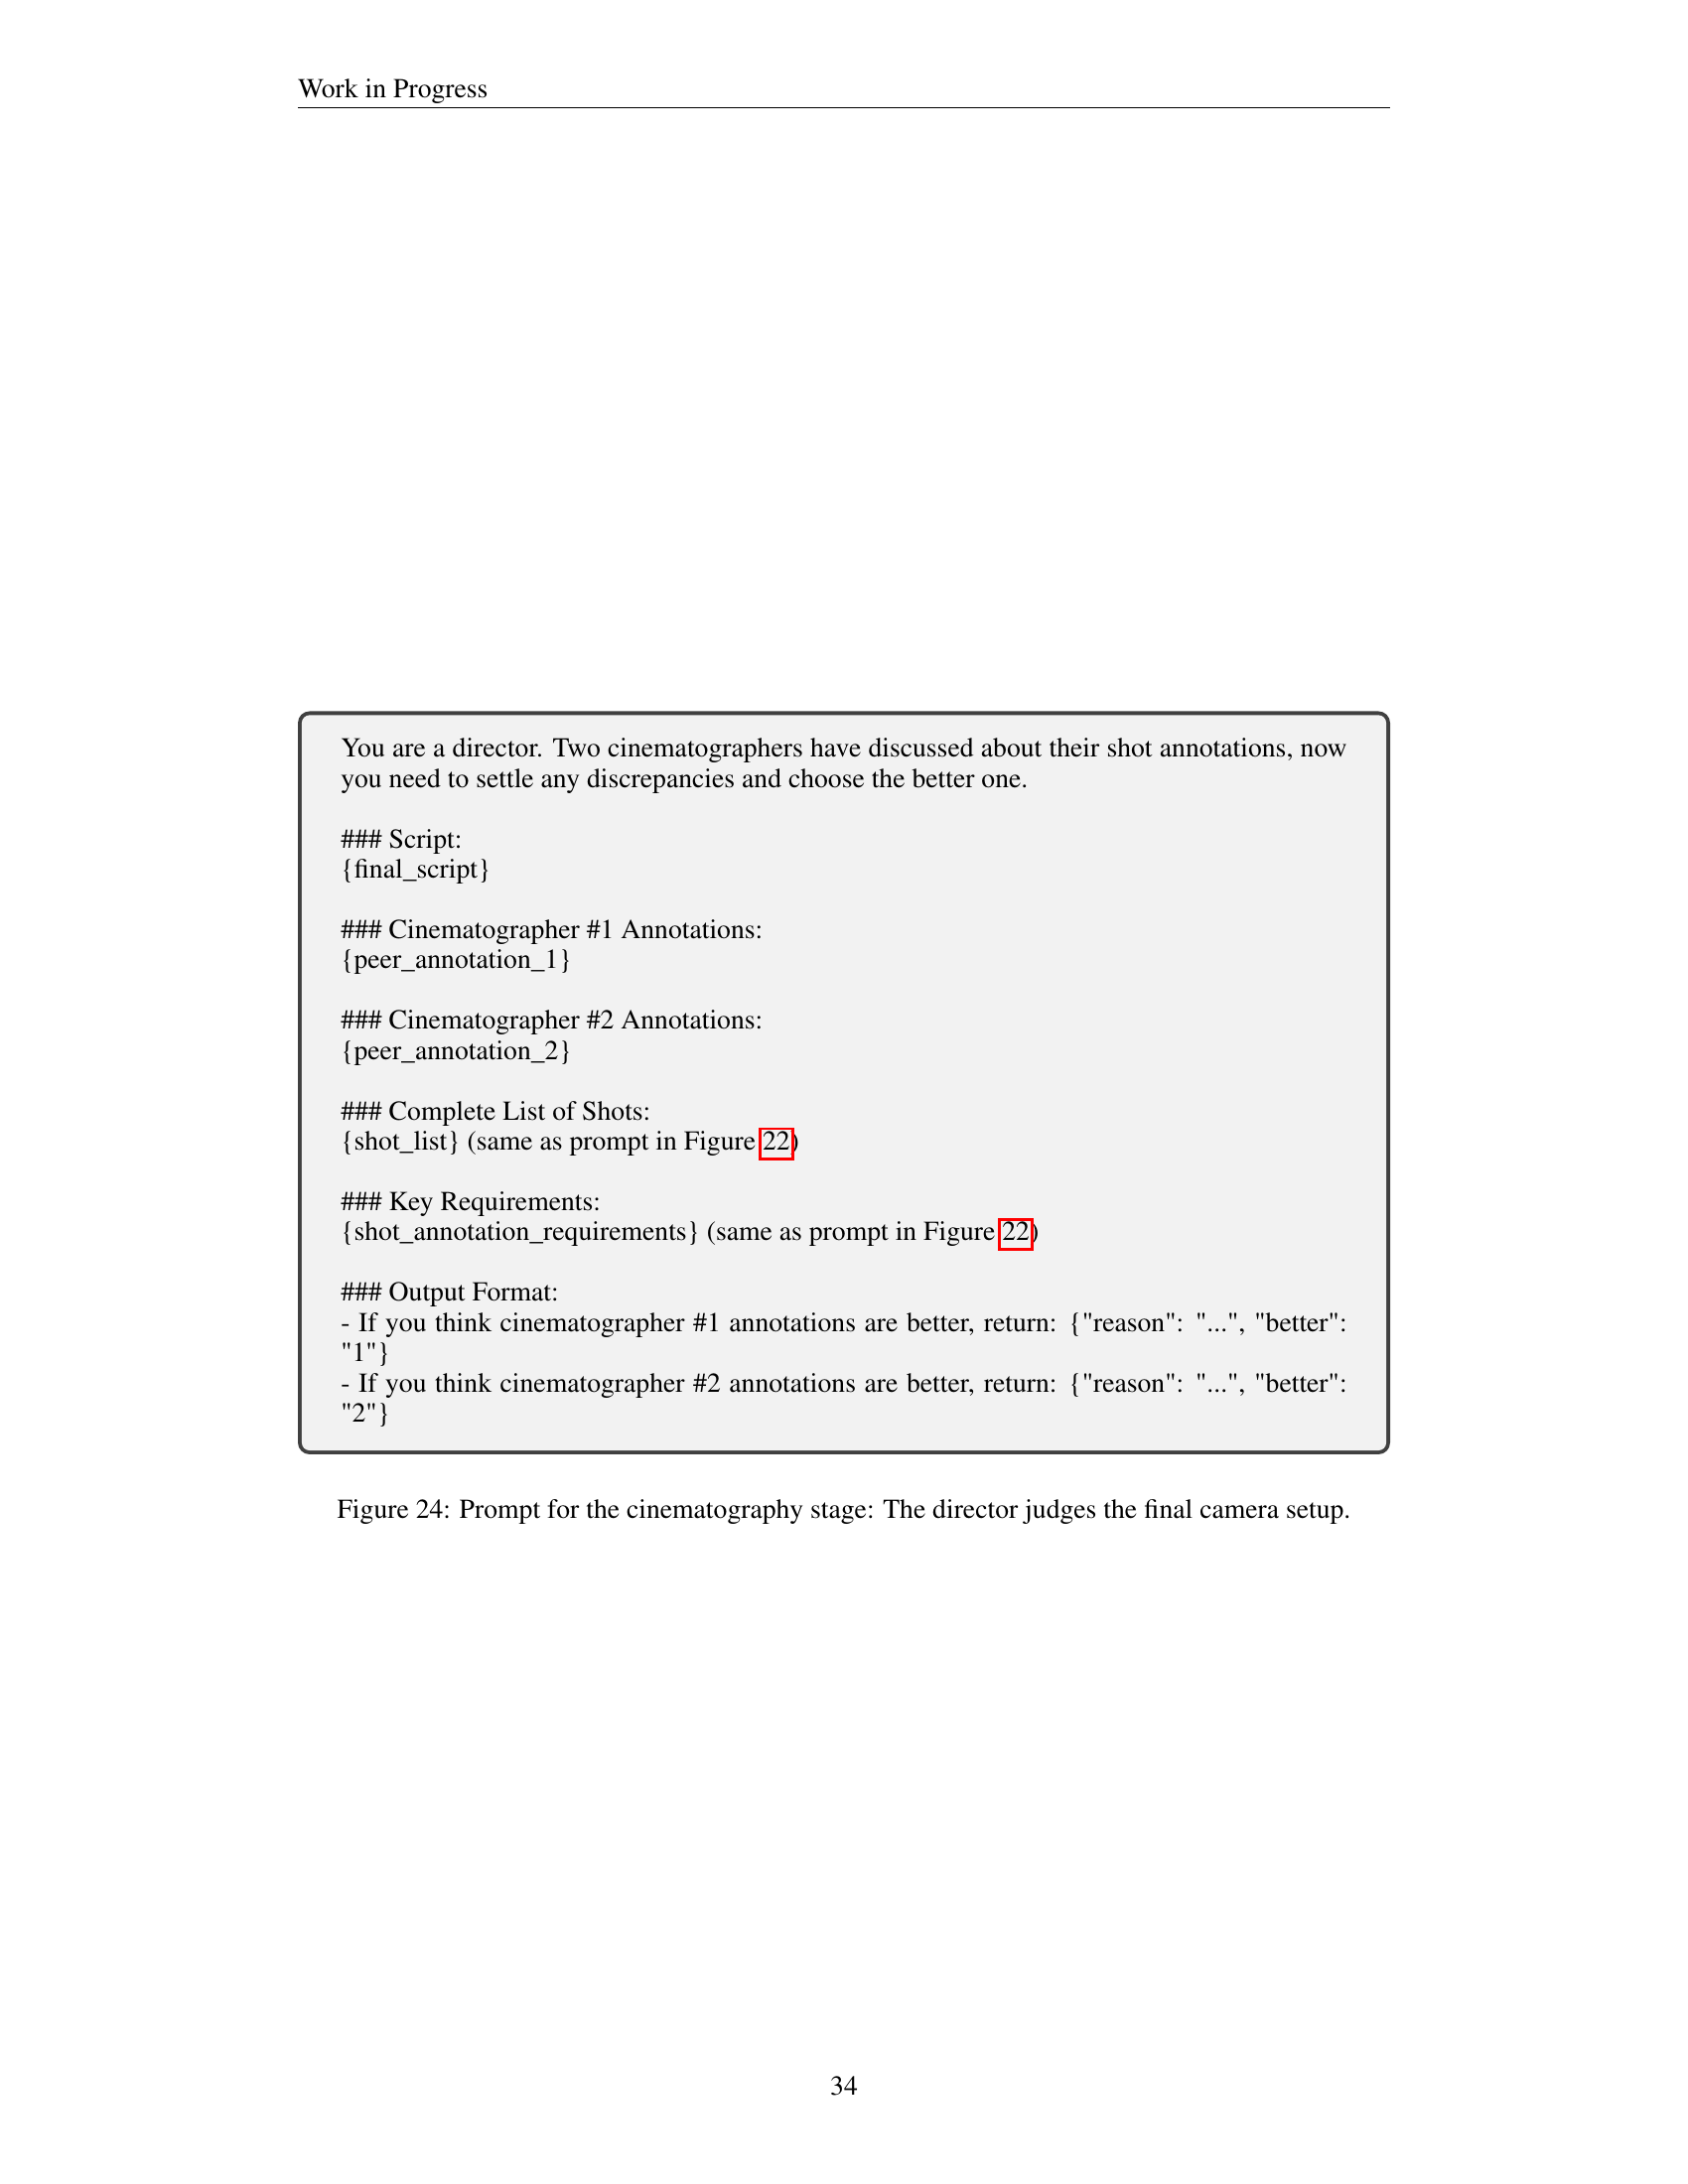 Work in Progress
You are a director. Two cinematographers have discussed about their shot annotations, now
you need to settle any discrepancies and choose the better one.
### Script:
{final_script}
### Cinematographer #1 Annotations:
{peer_annotation_1}
### Cinematographer #2 Annotations:
{peer_annotation_2}
### Complete List of Shots:
{shot_list} (same as prompt in Figure 22)
### Key Requirements:
{shot_annotation_requirements} (same as prompt in Figure 22)
### Output Format:
- If you think cinematographer #1 annotations are better, return: {"reason": "...", "better":
"1"}
- If you think cinematographer #2 annotations are better, return: {"reason": "...", "better":
"2"}
Figure 24: Prompt for the cinematography stage: The director judges the final camera setup.
34